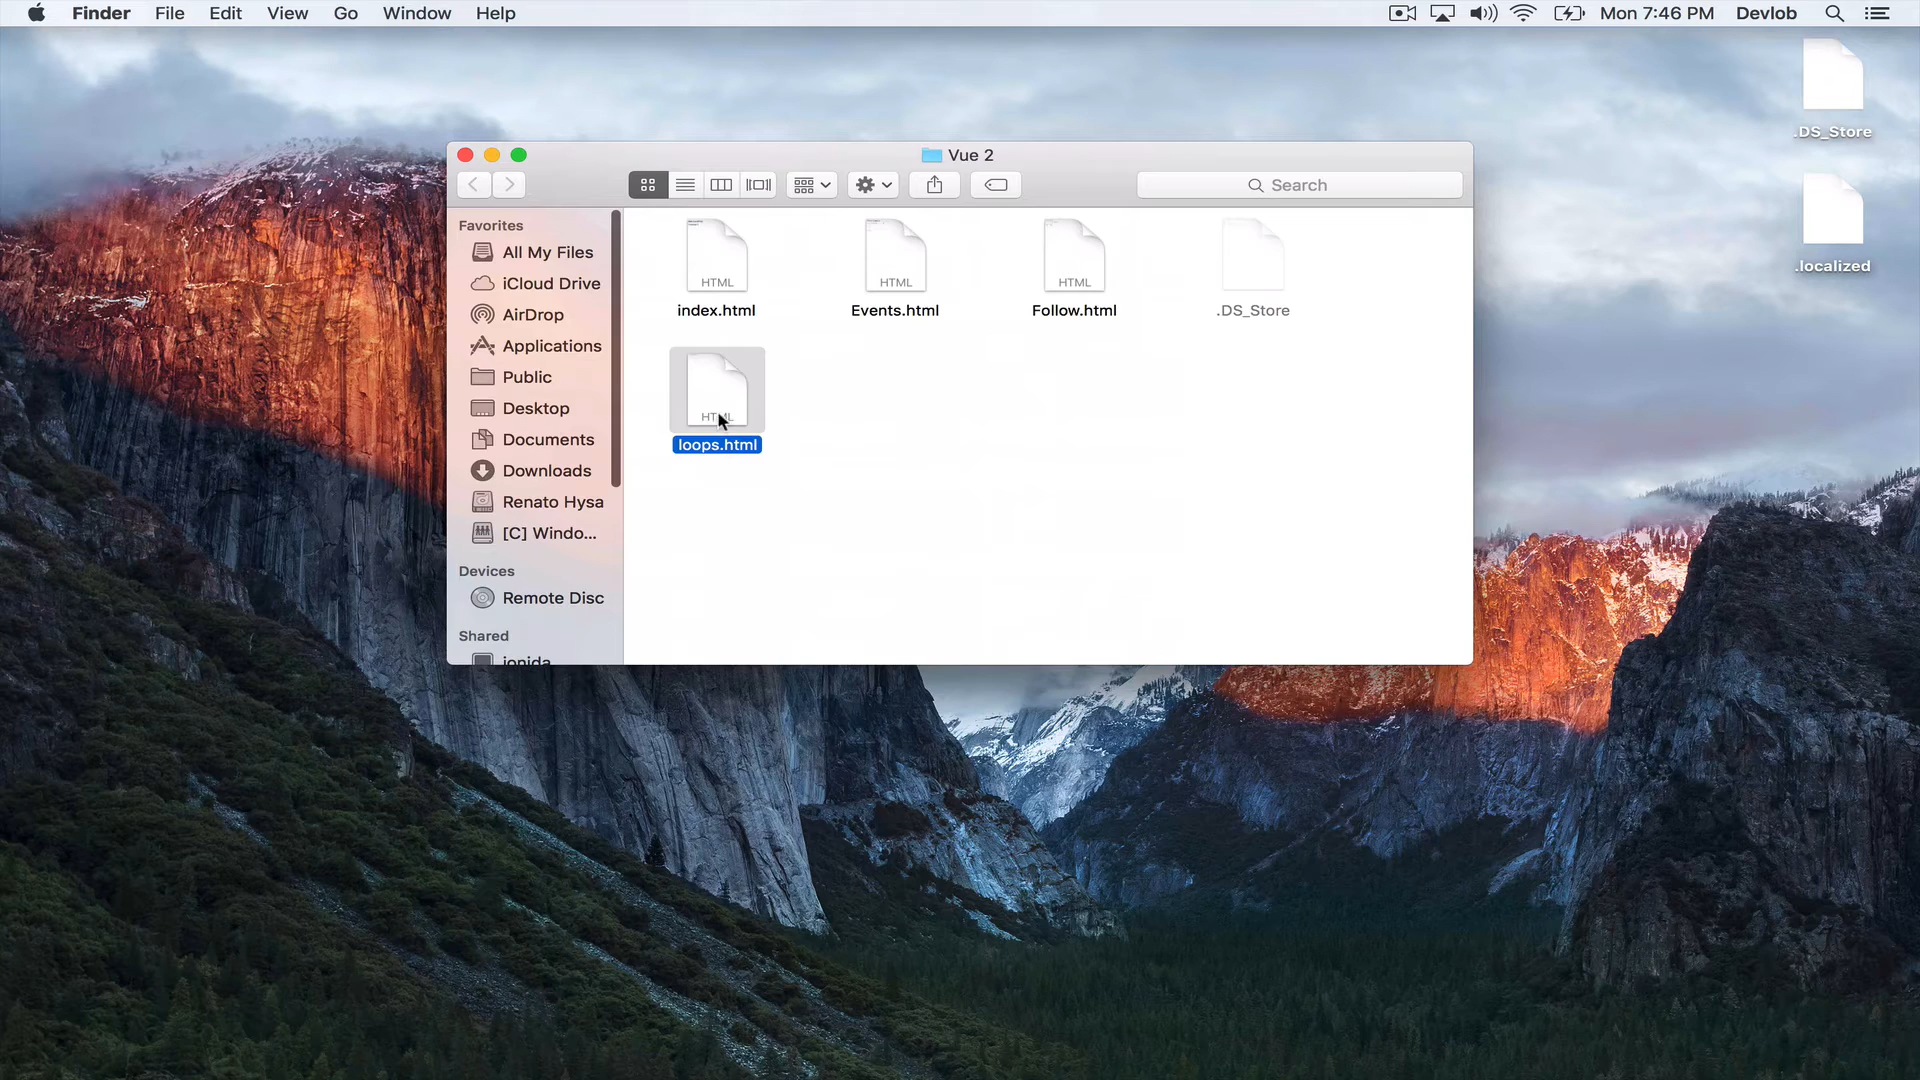 Finder File Edit View Go Window Help Mon 7:46 PM Devlob
.DS_Store
.localized
Vue 2
Search
Favorites
All My Files
iCloud Drive
AirDrop
Applications
Public
Desktop
Documents
Downloads
Renato Hysa
[C] Windo...
Devices
Remote Disc
Shared
jonida
HTML
index.html
HTML
Events.html
HTML
Follow.html
.DS_Store
HTML
loops.html